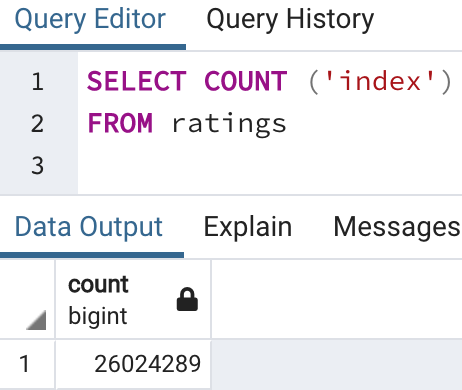 Query Editor Query History
1 SELECT COUNT ('index')
2 FROM ratings
3
Data Output Explain Messages
count
bigint
1 26024289